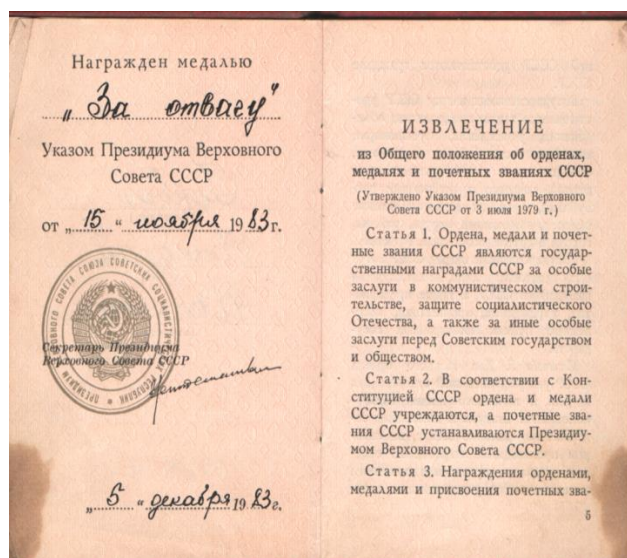 Награжден медалью
„За отвагу“
Указом Президиума Верховного
Совета СССР
от „15“ ноября 1983г.
Секретарь Президиума
Верховного Совета СССР
„5“ декабря 1983г.
ИЗВЛЕЧЕНИЕ
из Общего положения об орденах,
медалях и почетных званиях СССР
(Утверждено Указом Президиума Верховного
Совета СССР от 3 июля 1979 г.)
Статья 1. Ордена, медали и почет-
ные звания СССР являются государ-
ственными наградами СССР за особые
заслуги в коммунистическом строи-
тельстве, защите социалистического
Отечества, а также за иные особые
заслуги перед Советским государством
и обществом.
Статья 2. В соответствии с Кон-
ституцией СССР ордена и медали
СССР учреждаются, а почетные зва-
ния СССР устанавливаются Президиу-
мом Верховного Совета СССР.
Статья 3. Награждения орденами,
медалями и присвоения почетных зва-
5